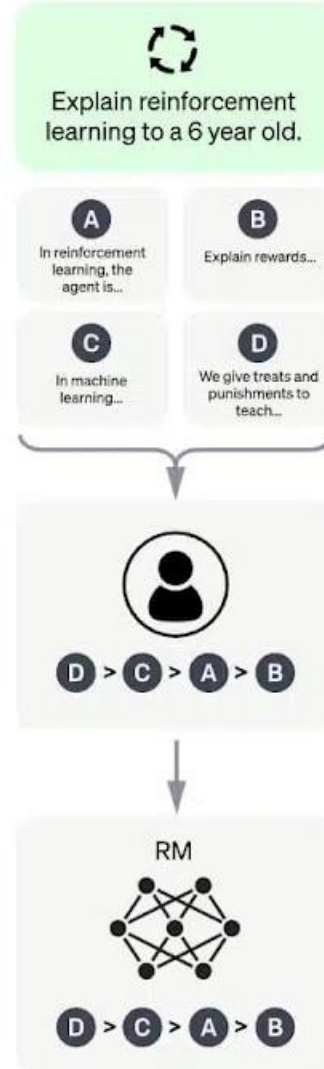 Explain reinforcement
learning to a 6 year old.
A
In reinforcement
learning, the
agent is...
B
Explain rewards...
C
In machine
learning...
D
We give treats and
punishments to
teach...
D > C > A > B
RM
D > C > A > B